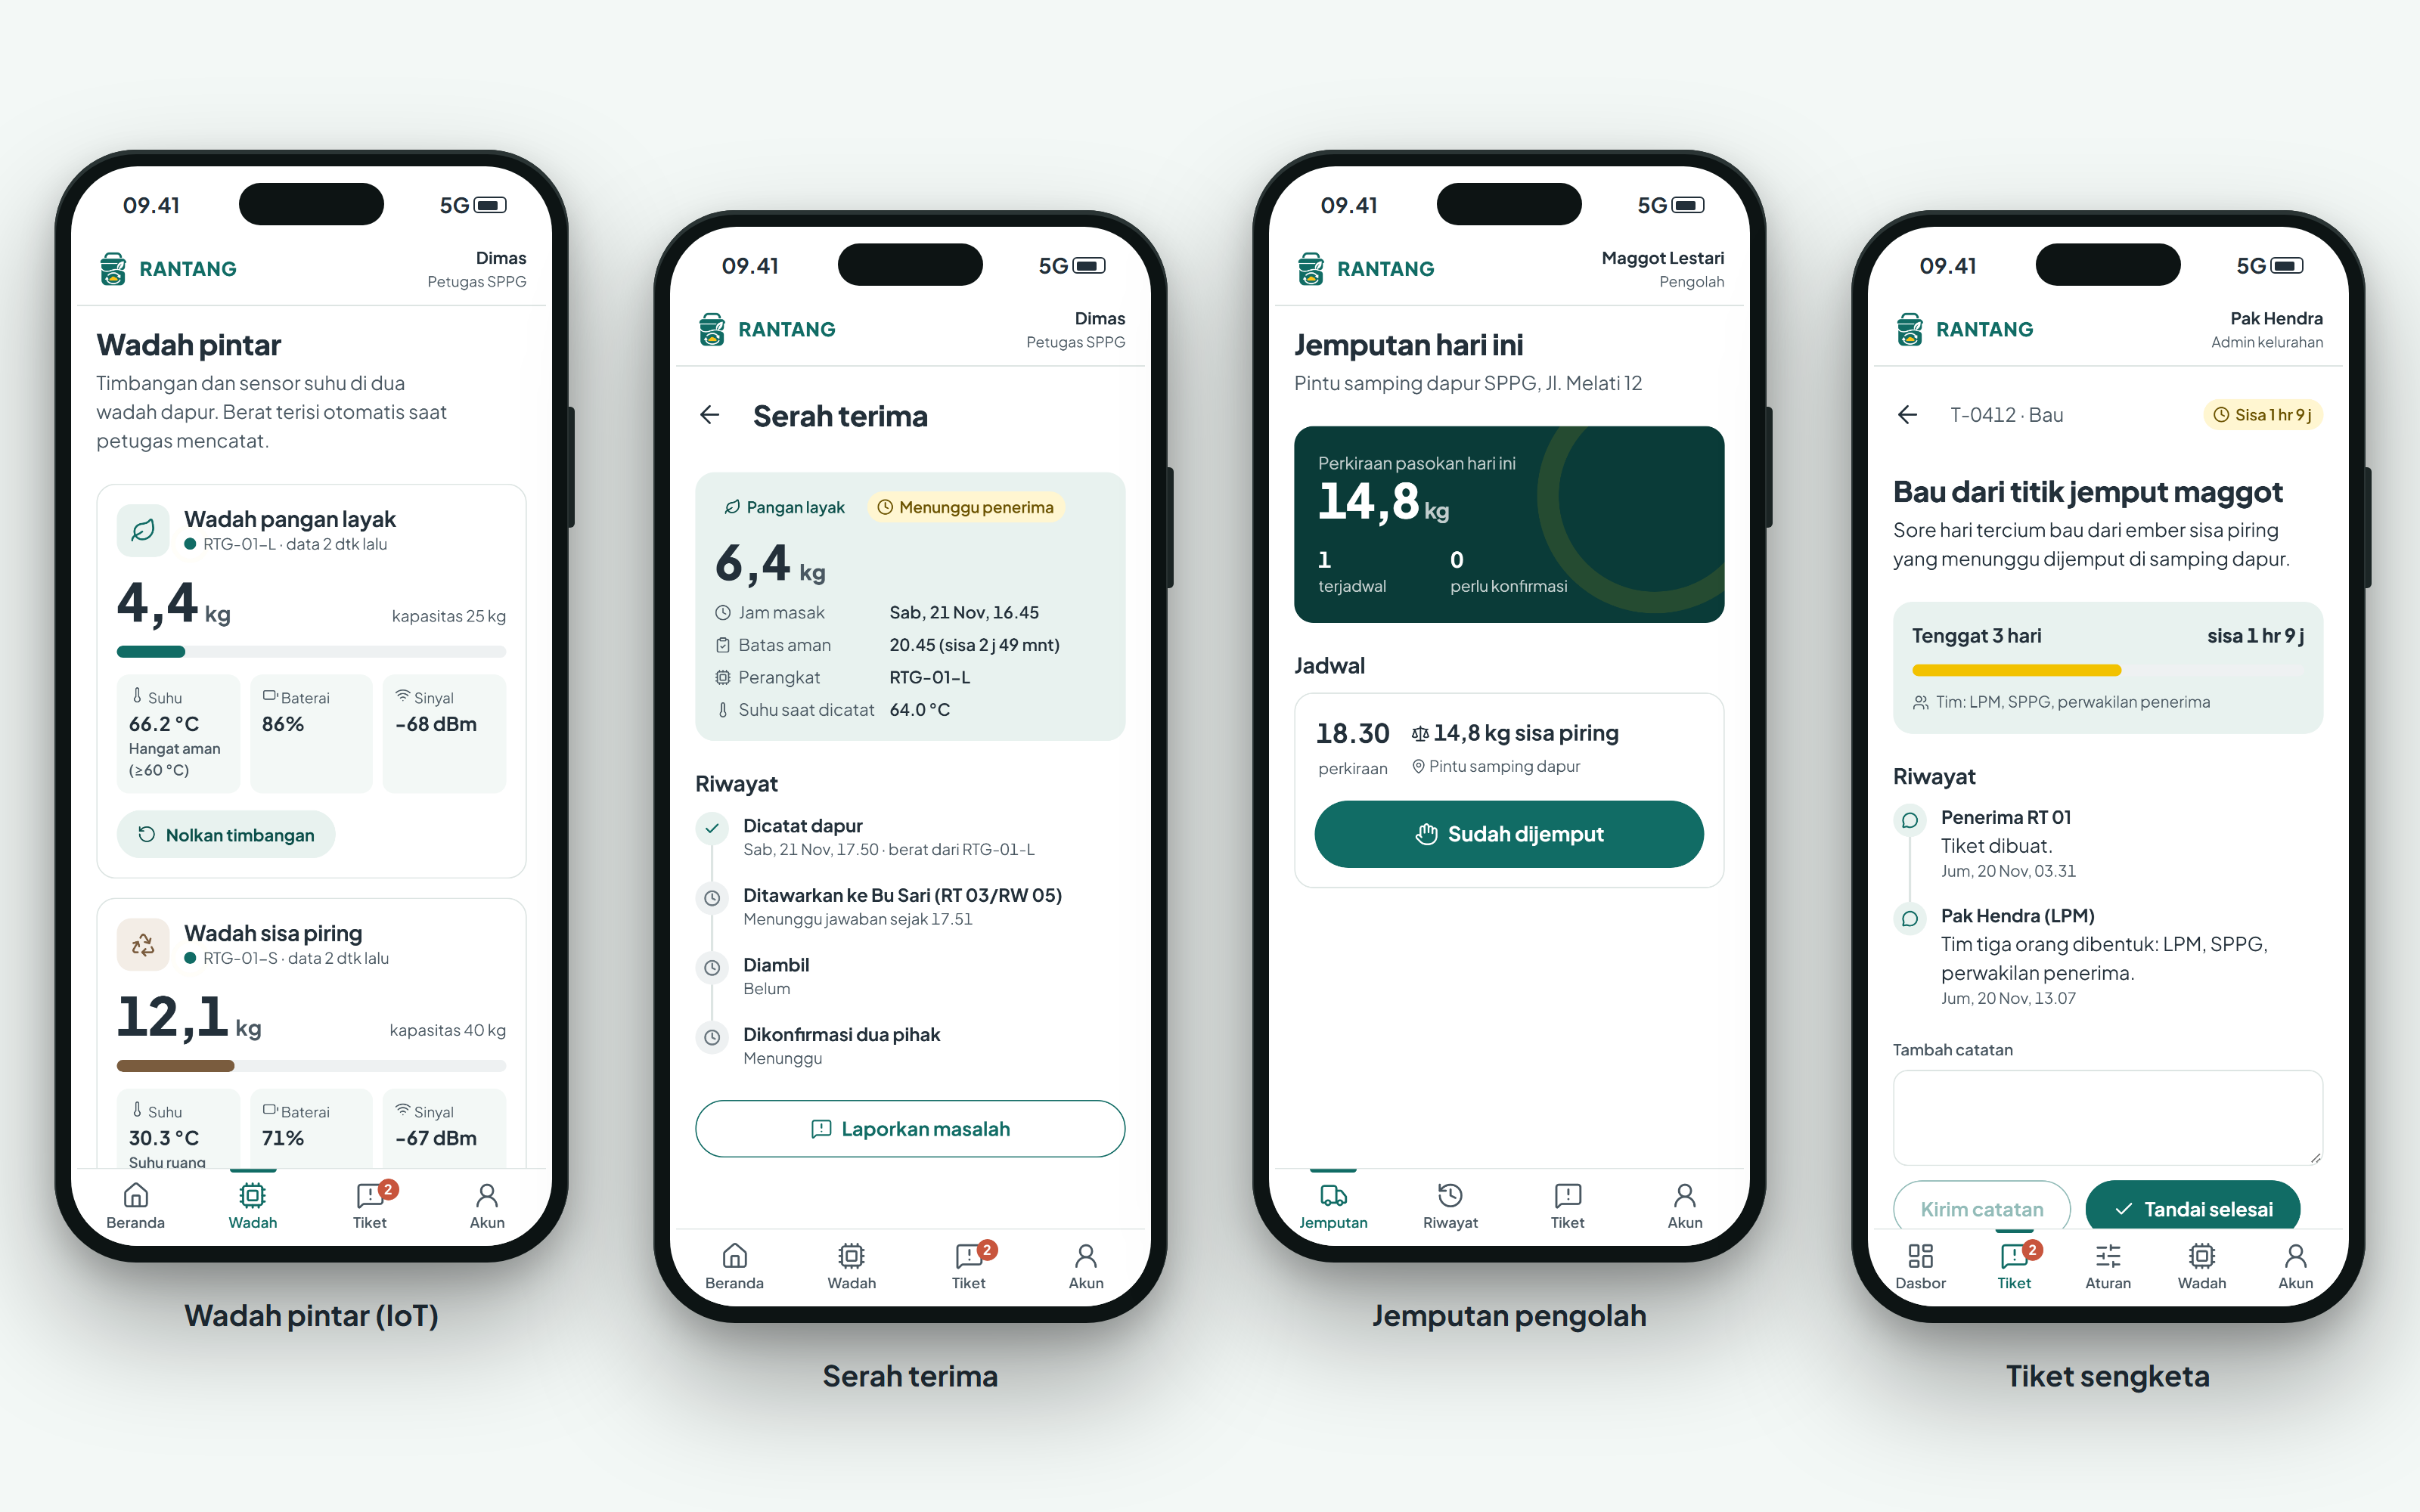 09.41
5G
RANTANG
Dimas
Petugas SPPG
Wadah pintar
Timbangan dan sensor suhu di dua
wadah dapur. Berat terisi otomatis saat
petugas mencatat.
Wadah pangan layak
RTG-01-L · data 2 dtk lalu
4,4 kg
kapasitas 25 kg
Suhu
66.2 °C
Hangat aman
(≥60 °C)
Baterai
86%
Sinyal
-68 dBm
Nolkan timbangan
Wadah sisa piring
RTG-01-S · data 2 dtk lalu
12,1 kg
kapasitas 40 kg
Suhu
30.3 °C
Suhu ruang
Baterai
71%
Sinyal
-67 dBm
Beranda
Wadah
2
Tiket
Akun
Wadah pintar (IoT)
09.41
5G
RANTANG
Dimas
Petugas SPPG
Serah terima
Pangan layak
Menunggu penerima
6,4 kg
Jam masak Sab, 21 Nov, 16.45
Batas aman 20.45 (sisa 2 j 49 mnt)
Perangkat RTG-01-L
Suhu saat dicatat 64.0 °C
Riwayat
Dicatat dapur
Sab, 21 Nov, 17.50 · berat dari RTG-01-L
Ditawarkan ke Bu Sari (RT 03/RW 05)
Menunggu jawaban sejak 17.51
Diambil
Belum
Dikonfirmasi dua pihak
Menunggu
Laporkan masalah
Beranda
Wadah
2
Tiket
Akun
Serah terima
09.41
5G
RANTANG
Maggot Lestari
Pengolah
Jemputan hari ini
Pintu samping dapur SPPG, Jl. Melati 12
Perkiraan pasokan hari ini
14,8 kg
1
terjadwal
0
perlu konfirmasi
Jadwal
18.30
perkiraan
14,8 kg sisa piring
Pintu samping dapur
Sudah dijemput
Jemputan
Riwayat
Tiket
Akun
Jemputan pengolah
09.41
5G
RANTANG
Pak Hendra
Admin kelurahan
T-0412 · Bau
Sisa 1 hr 9 j
Bau dari titik jemput maggot
Sore hari tercium bau dari ember sisa piring
yang menunggu dijemput di samping dapur.
Tenggat 3 hari
sisa 1 hr 9 j
Tim: LPM, SPPG, perwakilan penerima
Riwayat
Penerima RT 01
Tiket dibuat.
Jum, 20 Nov, 03.31
Pak Hendra (LPM)
Tim tiga orang dibentuk: LPM, SPPG,
perwakilan penerima.
Jum, 20 Nov, 13.07
Tambah catatan
Kirim catatan
Tandai selesai
Dasbor
2
Tiket
Aturan
Wadah
Akun
Tiket sengketa